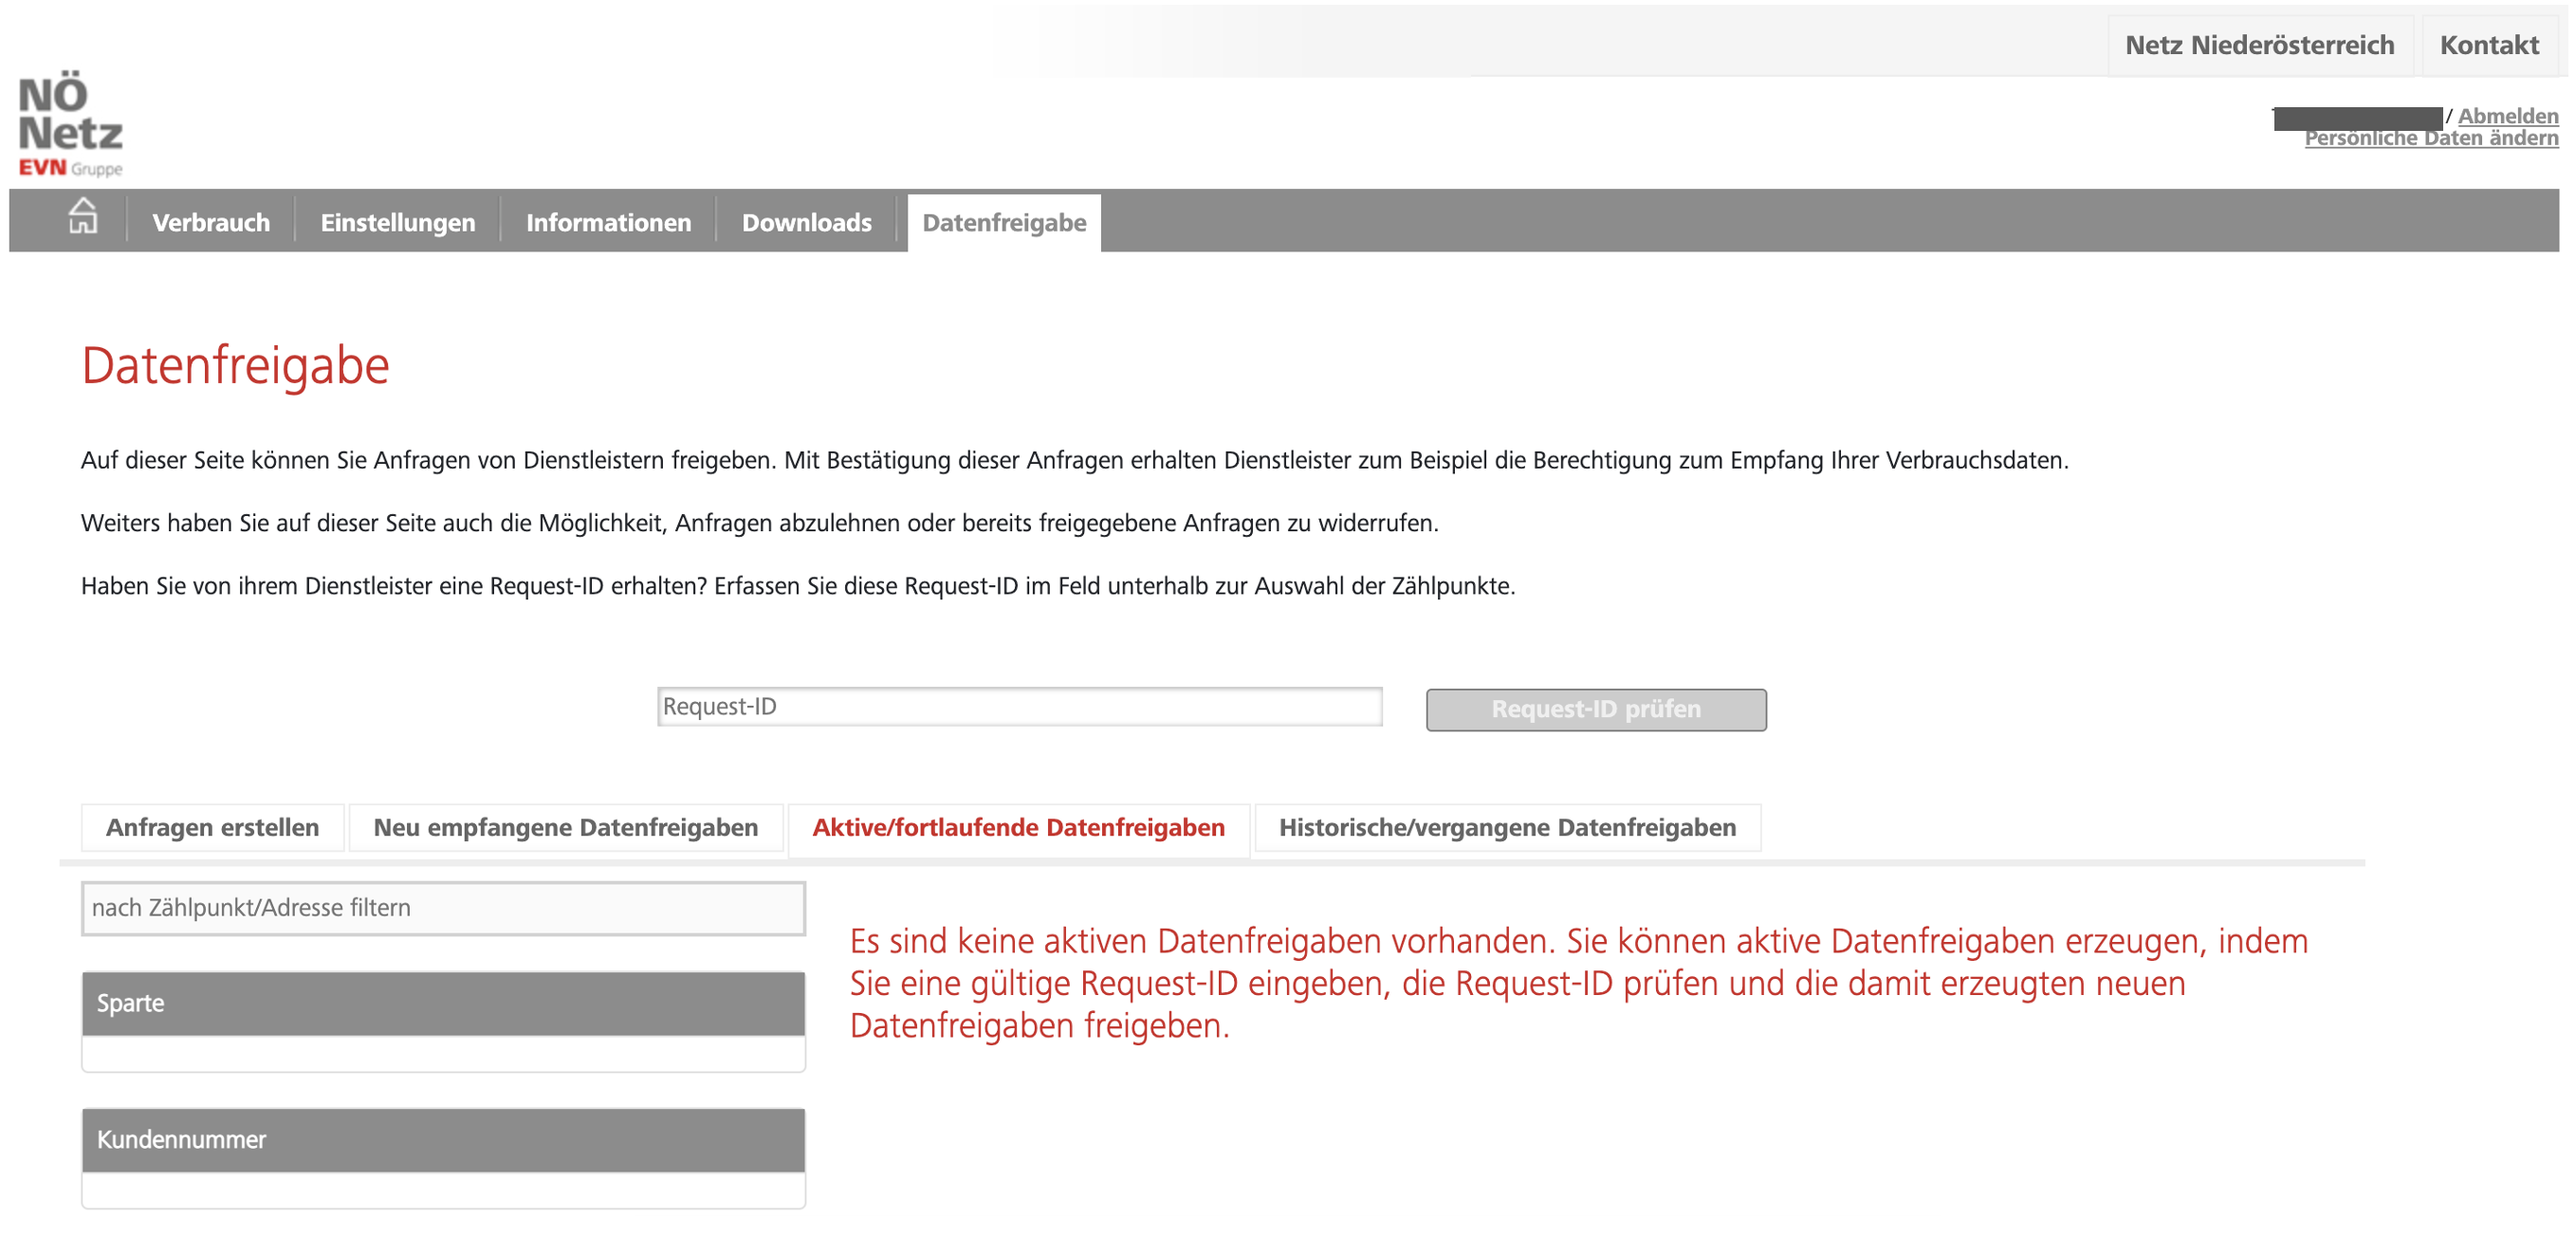 Netz Niederösterreich Kontakt
NÖ
Netz
EVN Gruppe
/ Abmelden
Persönliche Daten ändern
Verbrauch Einstellungen Informationen Downloads Datenfreigabe
Datenfreigabe
Auf dieser Seite können Sie Anfragen von Dienstleistern freigeben. Mit Bestätigung dieser Anfragen erhalten Dienstleister zum Beispiel die Berechtigung zum Empfang Ihrer Verbrauchsdaten.
Weiters haben Sie auf dieser Seite auch die Möglichkeit, Anfragen abzulehnen oder bereits freigegebene Anfragen zu widerrufen.
Haben Sie von ihrem Dienstleister eine Request-ID erhalten? Erfassen Sie diese Request-ID im Feld unterhalb zur Auswahl der Zählpunkte.
Request-ID Request-ID prüfen
Anfragen erstellen Neu empfangene Datenfreigaben Aktive/fortlaufende Datenfreigaben Historische/vergangene Datenfreigaben
nach Zählpunkt/Adresse filtern
Sparte
Kundennummer
Es sind keine aktiven Datenfreigaben vorhanden. Sie können aktive Datenfreigaben erzeugen, indem
Sie eine gültige Request-ID eingeben, die Request-ID prüfen und die damit erzeugten neuen
Datenfreigaben freigeben.